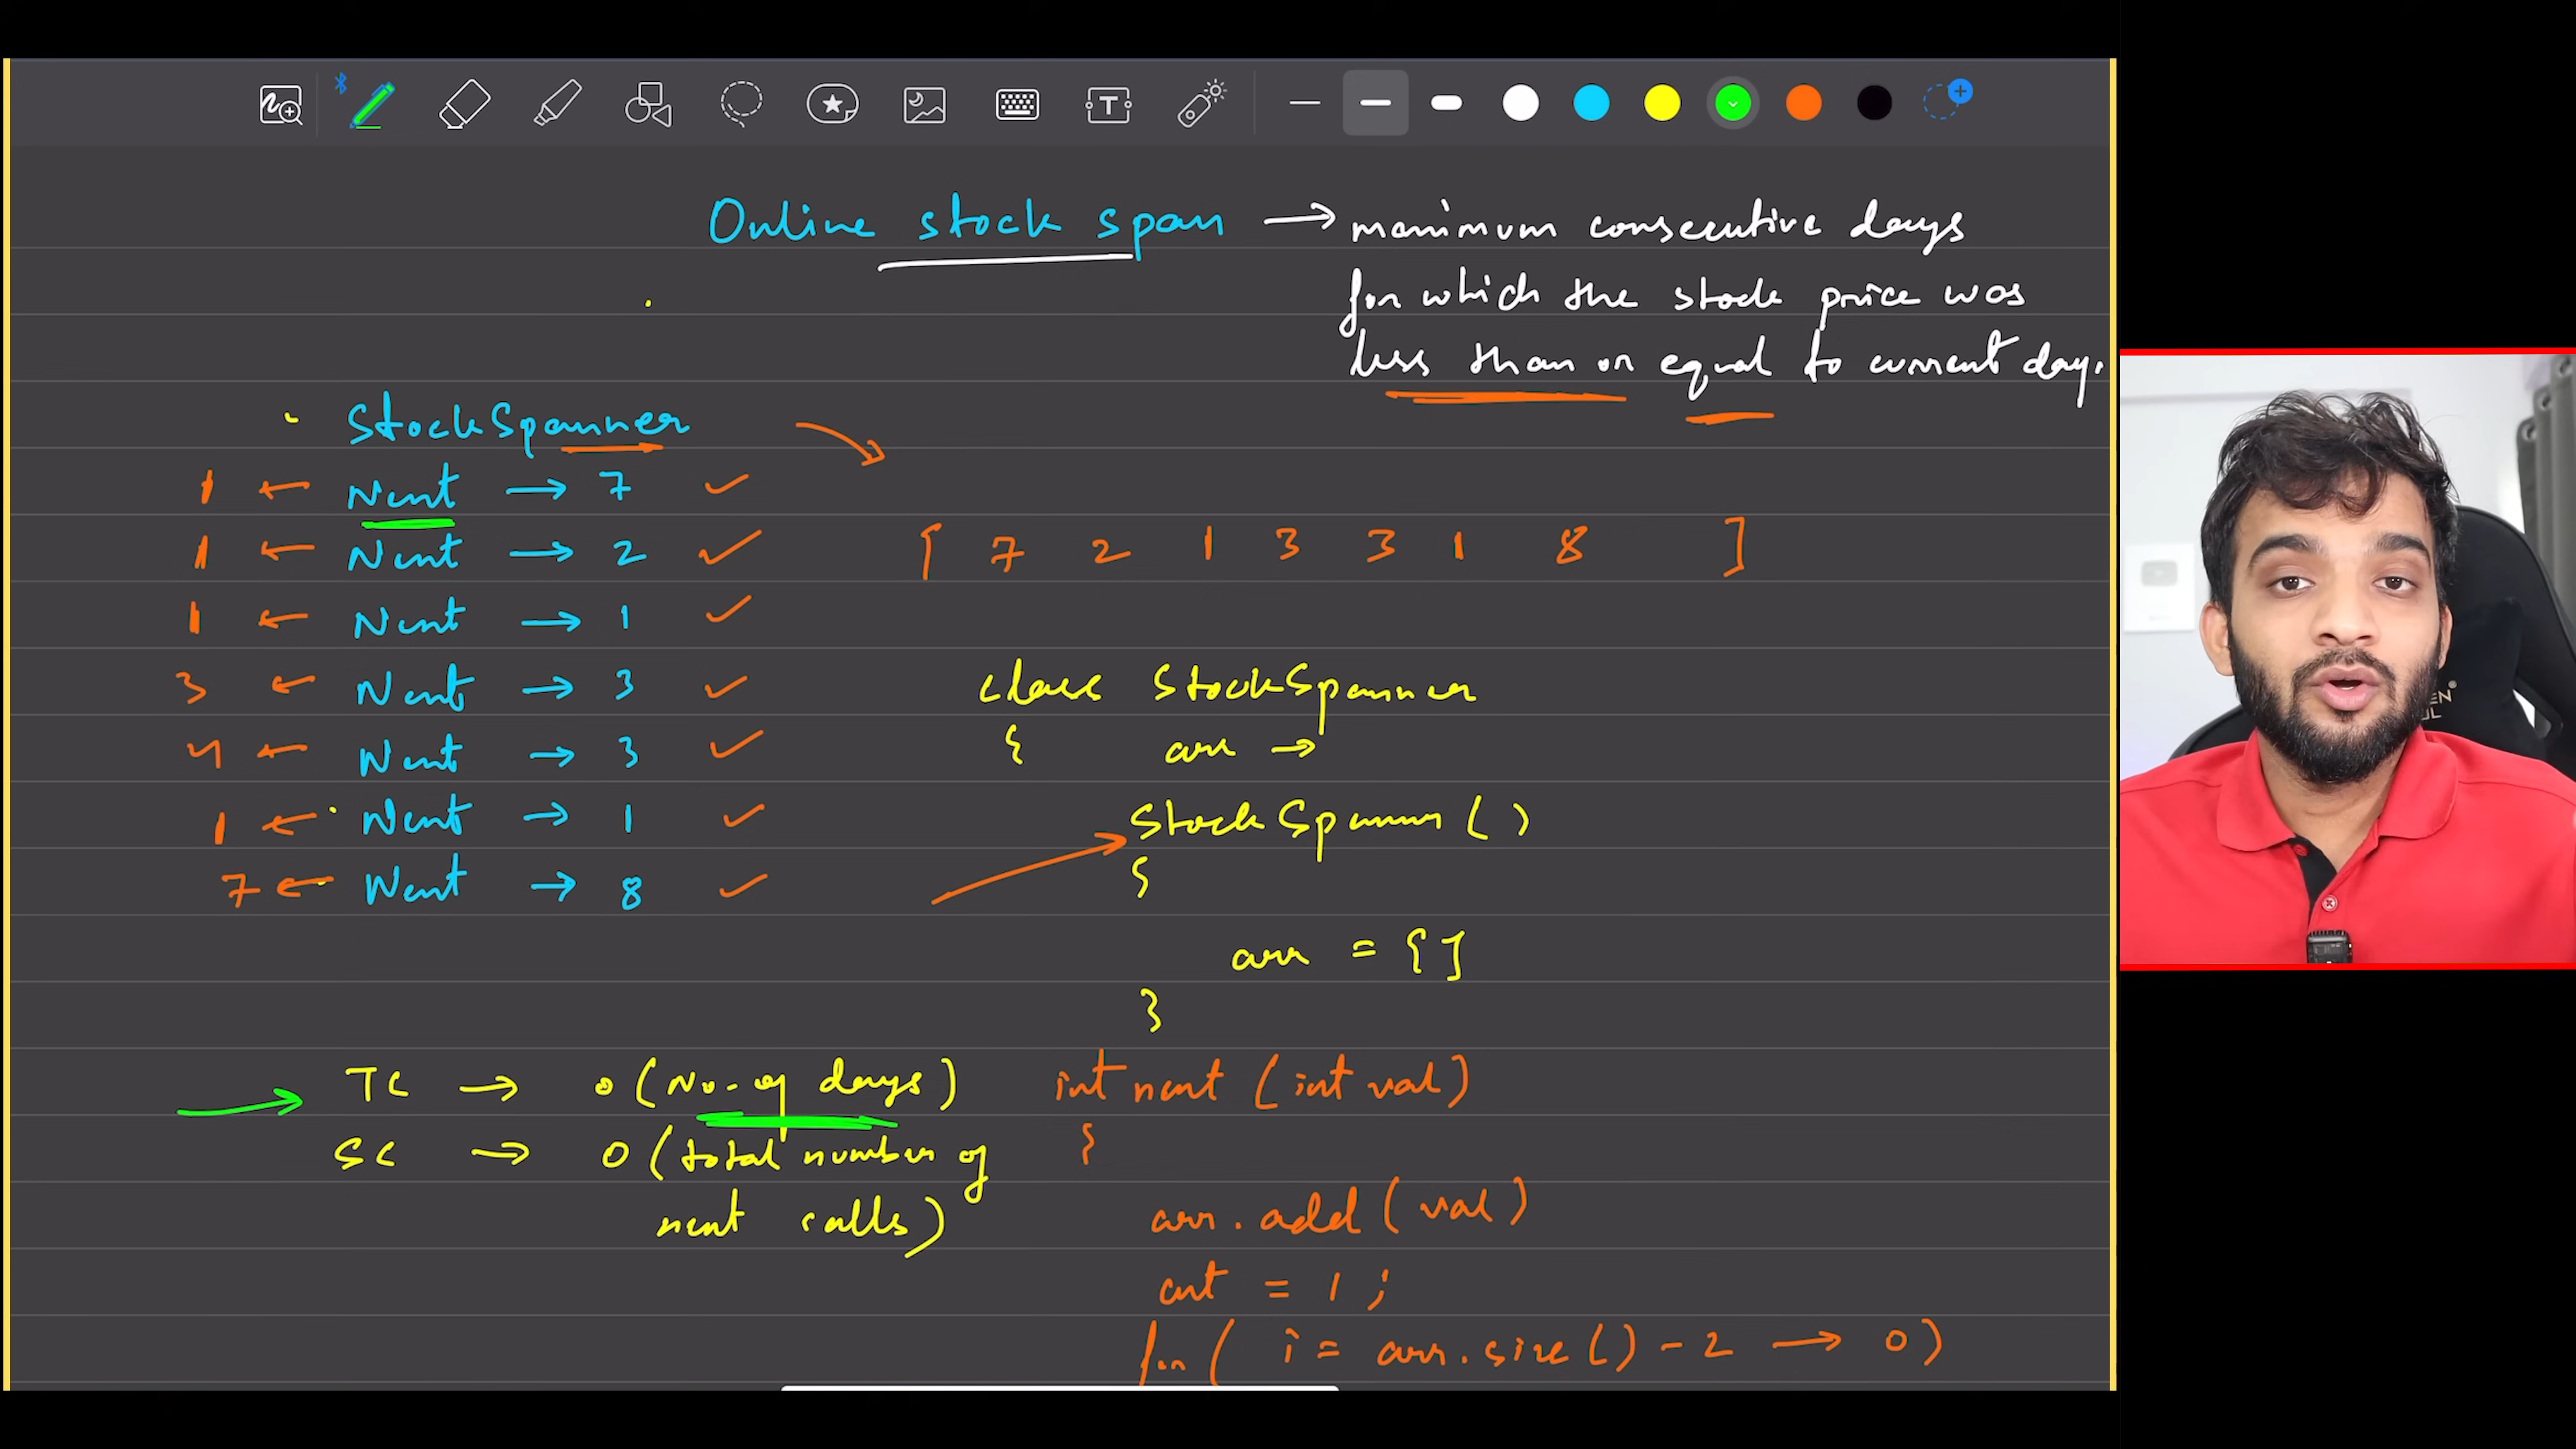 Online stock span → maximum consecutive days
for which the stock price was
less than or equal to current day.
StockSpanner
1 ← Next → 7 ✓
1 ← Next → 2 ✓
[ 7 2 1 3 3 1 8 ]
1 ← Next → 1 ✓
3 ← Next → 3 ✓
4 ← Next → 3 ✓
1 ← Next → 1 ✓
7 ← Next → 8 ✓
class StockSpanner
{ arr →
StockSpanner ( )
{
arr = [ ]
}
TC → O (No. of days)
SC → O (total number of
next calls)
int next (int val)
{
arr.add(val)
cnt = 1;
for ( i = arr.size() - 2 → 0)